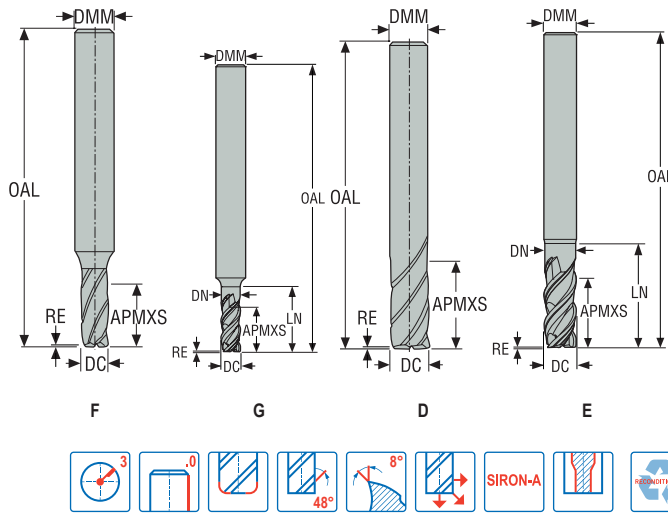 DMM
OAL
RE
APMXS
DC
F
DMM
OAL
DN
LN
APMXS
RE
DC
G
DMM
OAL
APMXS
RE
DC
D
DMM
OAL
DN
LN
APMXS
RE
DC
E
3
.0
48°
8°
SIRON-A